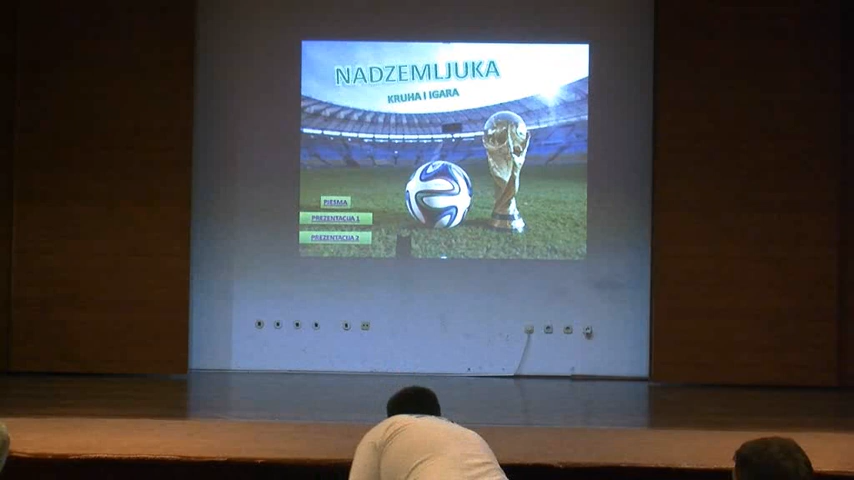 NADZEMLJUKA
KRUHA I IGARA
PJESMA
PREZENTACIJA 1
PREZENTACIJA 2